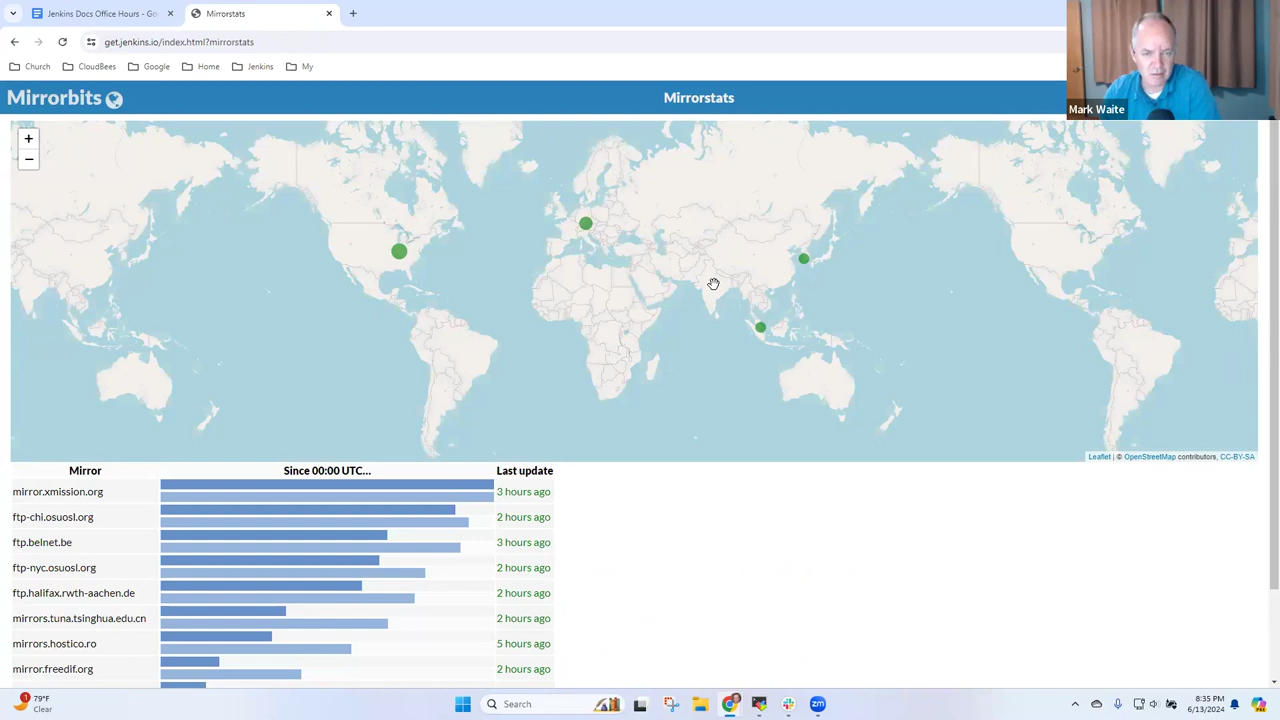 Jenkins Docs Office Hours - Goo
Mirrorstats
get.jenkins.io/index.html?mirrorstats
Church
CloudBees
Google
Home
Jenkins
My
Mark Waite
Mirrorbits
Mirrorstats
+
−
Leaflet | © OpenStreetMap contributors, CC-BY-SA
Mirror Since 00:00 UTC... Last update
mirror.xmission.org 3 hours ago
ftp-chi.osuosl.org 2 hours ago
ftp.belnet.be 3 hours ago
ftp-nyc.osuosl.org 2 hours ago
ftp.halifax.rwth-aachen.de 2 hours ago
mirrors.tuna.tsinghua.edu.cn 2 hours ago
mirrors.hostico.ro 5 hours ago
mirror.freedif.org 2 hours ago
1
79°F
Clear
Search
zm
8:35 PM
6/13/2024